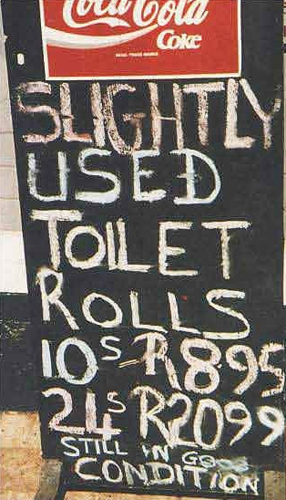 Coca-Cola
Coke
SLIGHTLY
USED
TOILET
ROLLS
10s R895
24s R2099
STILL IN GOOD
CONDITION